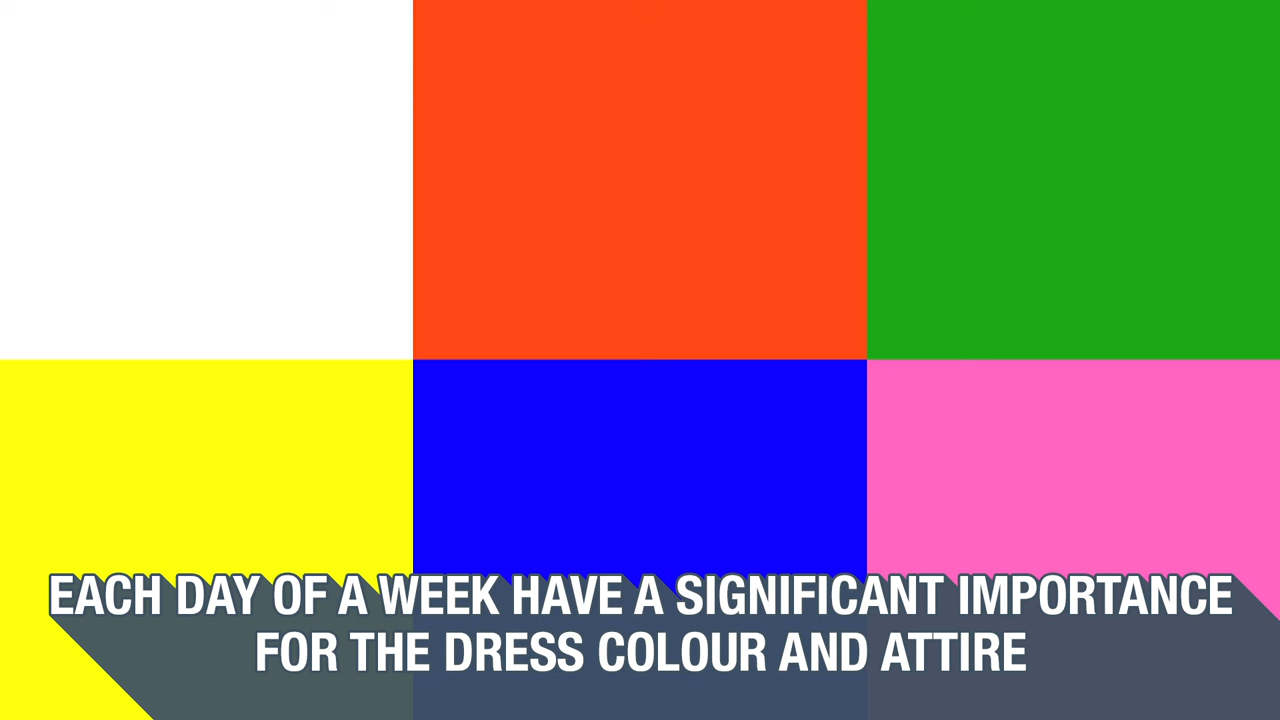 EACH DAY OF A WEEK HAVE A SIGNIFICANT IMPORTANCE
FOR THE DRESS COLOUR AND ATTIRE